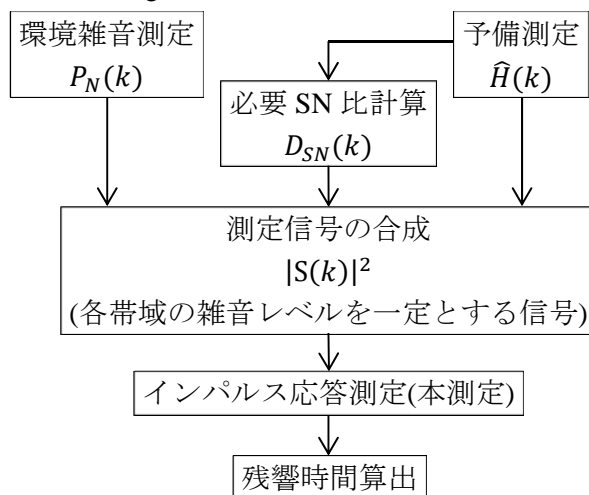 環境雑音測定
P_N(k)
予備測定
Ĥ(k)
必要 SN 比計算
D_{SN}(k)
測定信号の合成
|S(k)|²
(各帯域の雑音レベルを一定とする信号)
インパルス応答測定(本測定)
残響時間算出